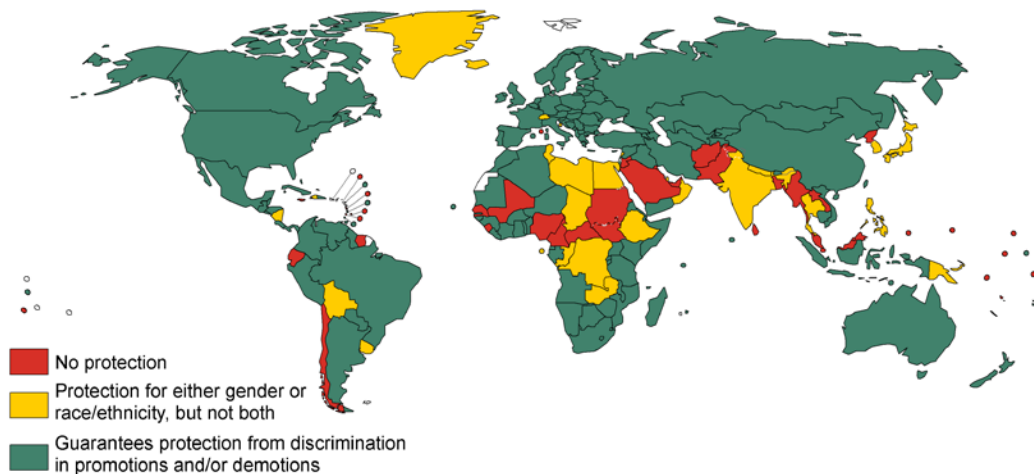 No protection
Protection for either gender or
race/ethnicity, but not both
Guarantees protection from discrimination
in promotions and/or demotions